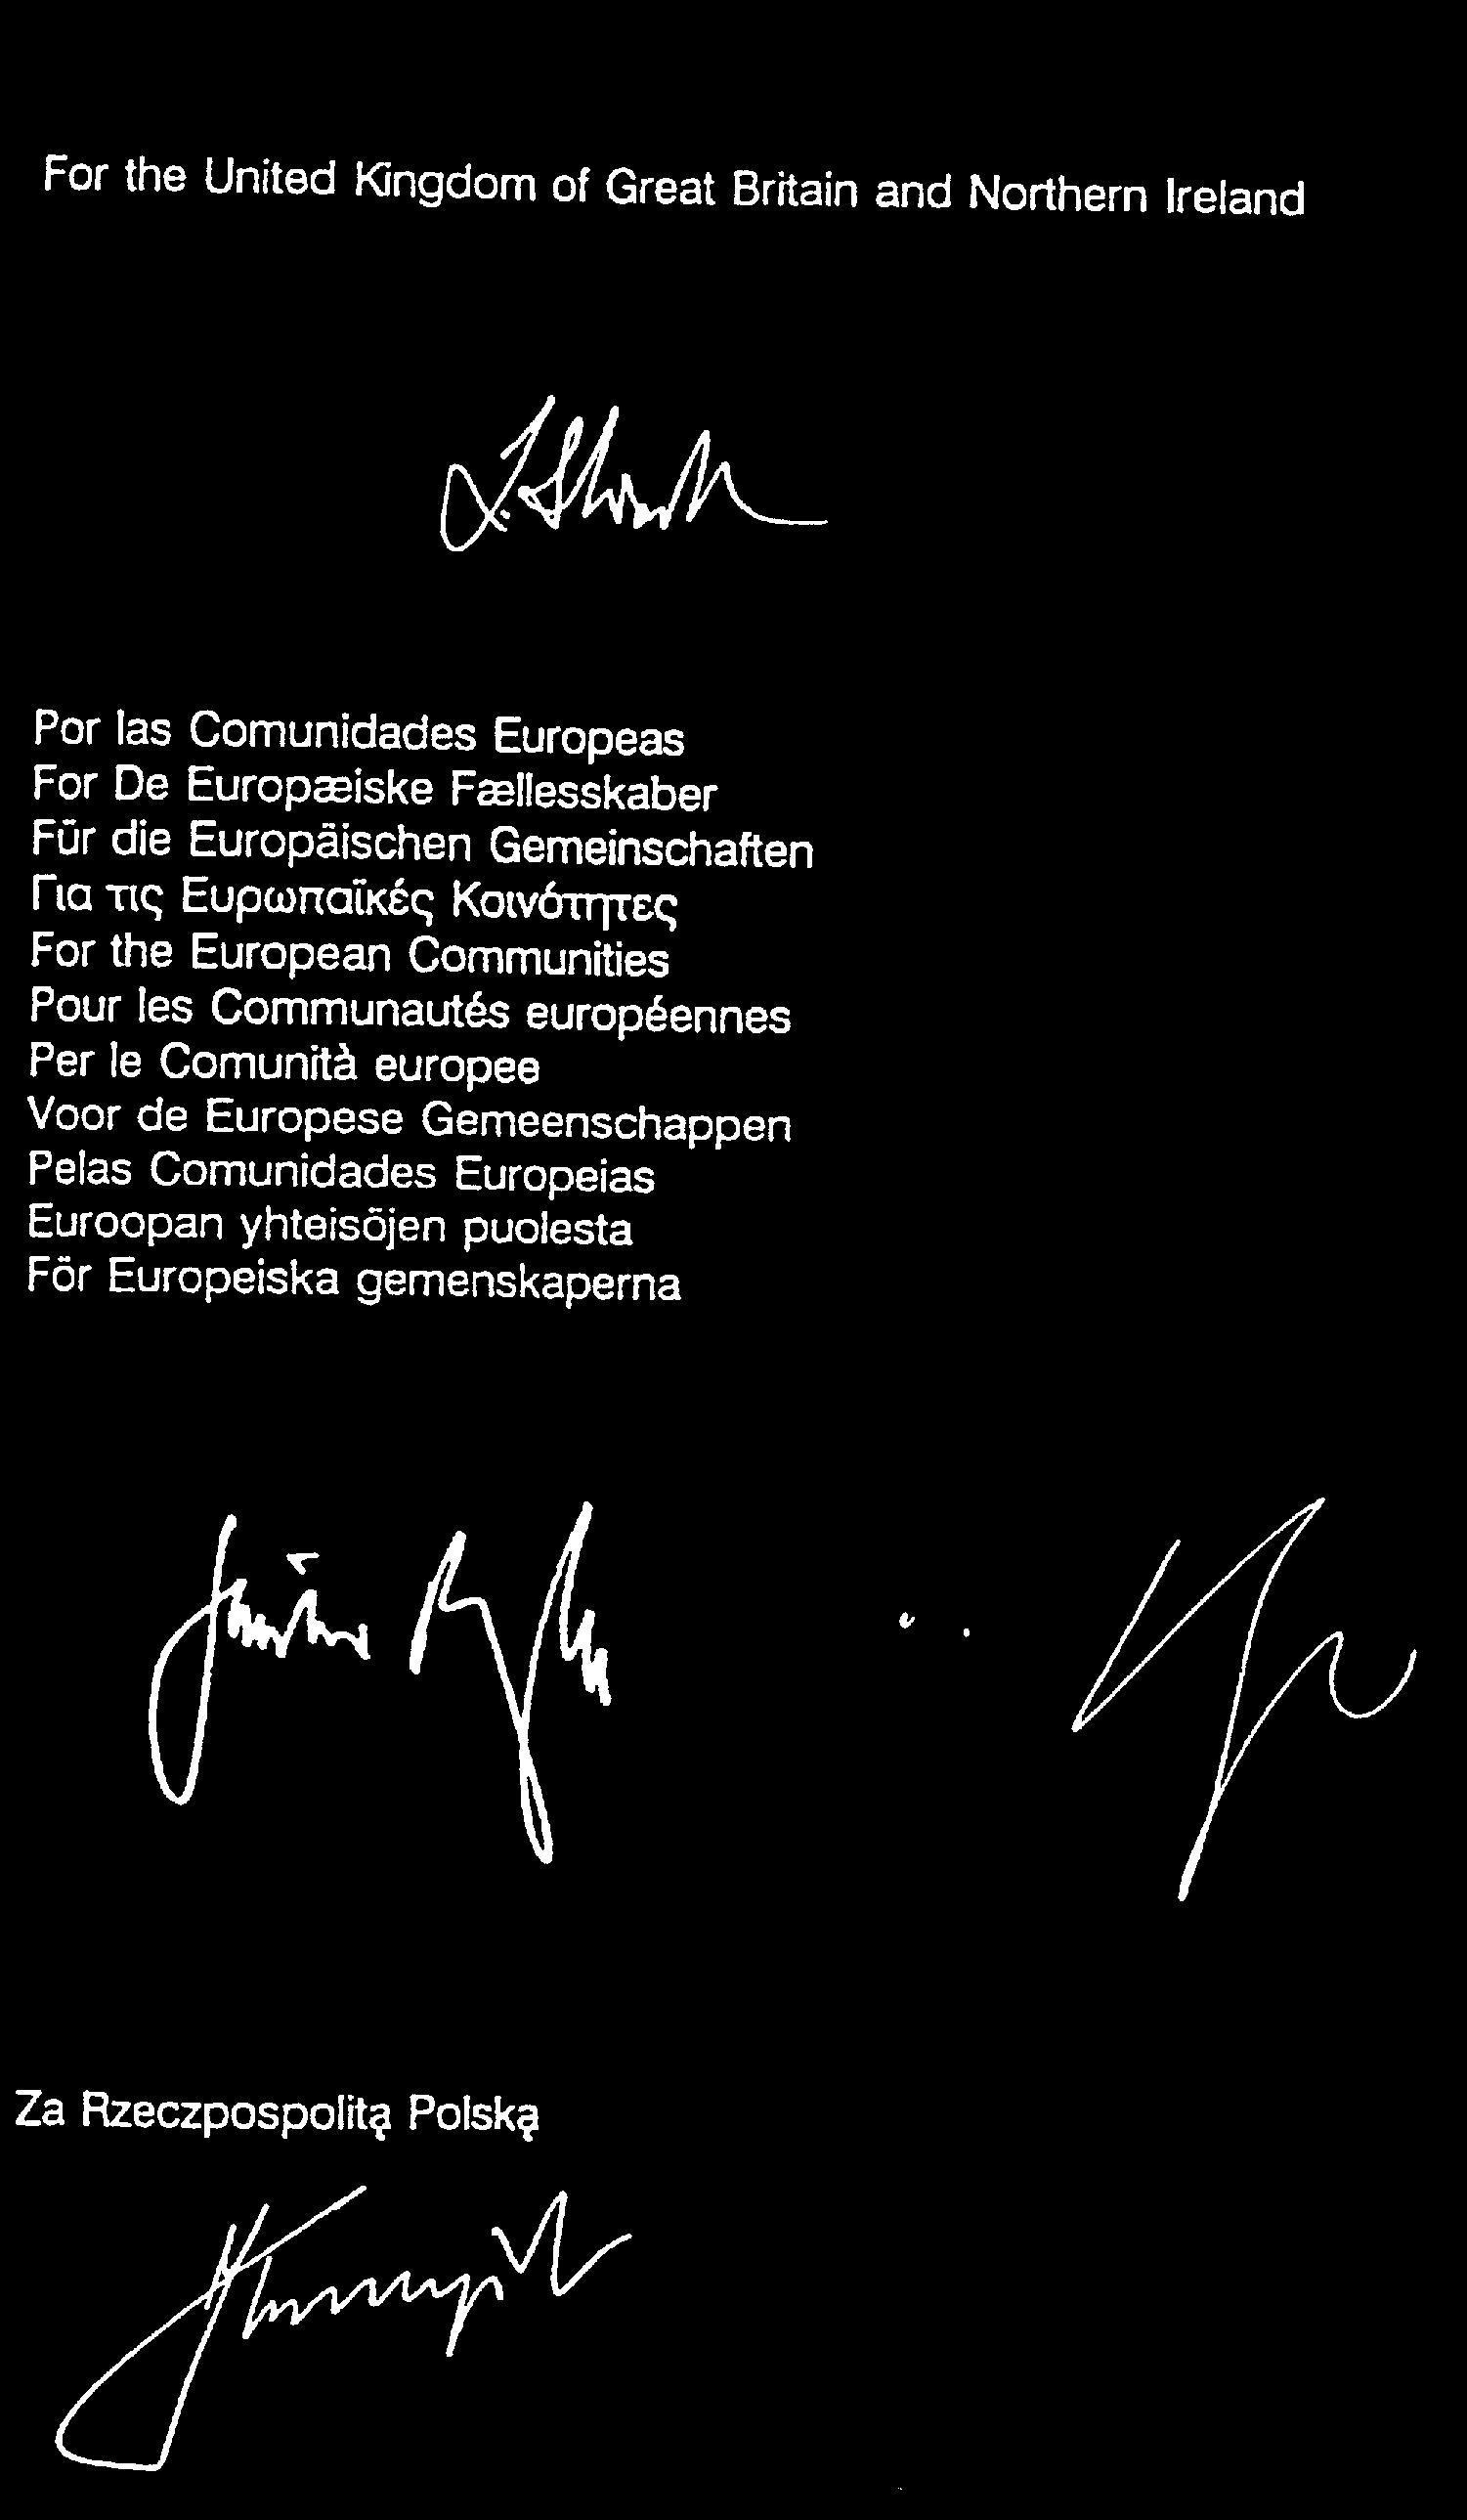 For the United Kingdom of Great Britain and Northern Ireland
Por las Comunidades Europeas
For De Europæiske Fællesskaber
Für die Europäischen Gemeinschaften
Για τις Ευρωπαϊκές Κοινότητες
For the European Communities
Pour les Communautés européennes
Per le Comunità europee
Voor de Europese Gemeenschappen
Pelas Comunidades Europeias
Euroopan yhteisöjen puolesta
För Europeiska gemenskaperna
Za Rzeczpospolitą Polską